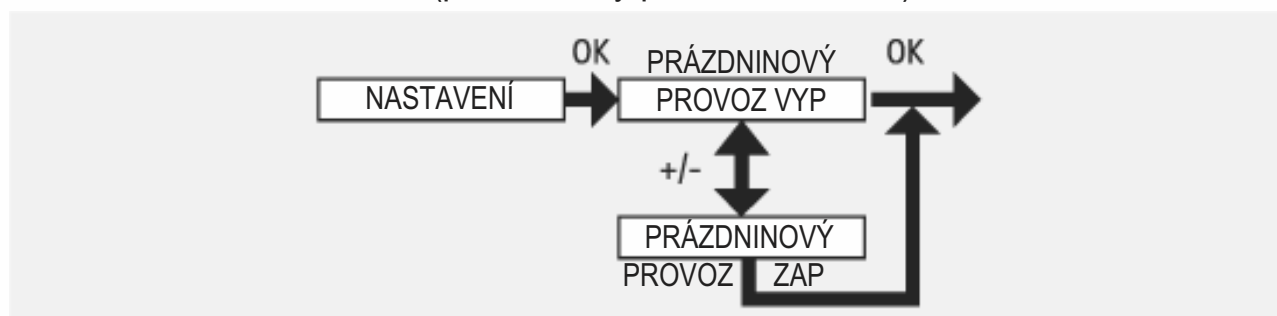 OK
PRÁZDNINOVÝ
OK
NASTAVENÍ
PROVOZ VYP
+/-
PRÁZDNINOVÝ
PROVOZ ZAP